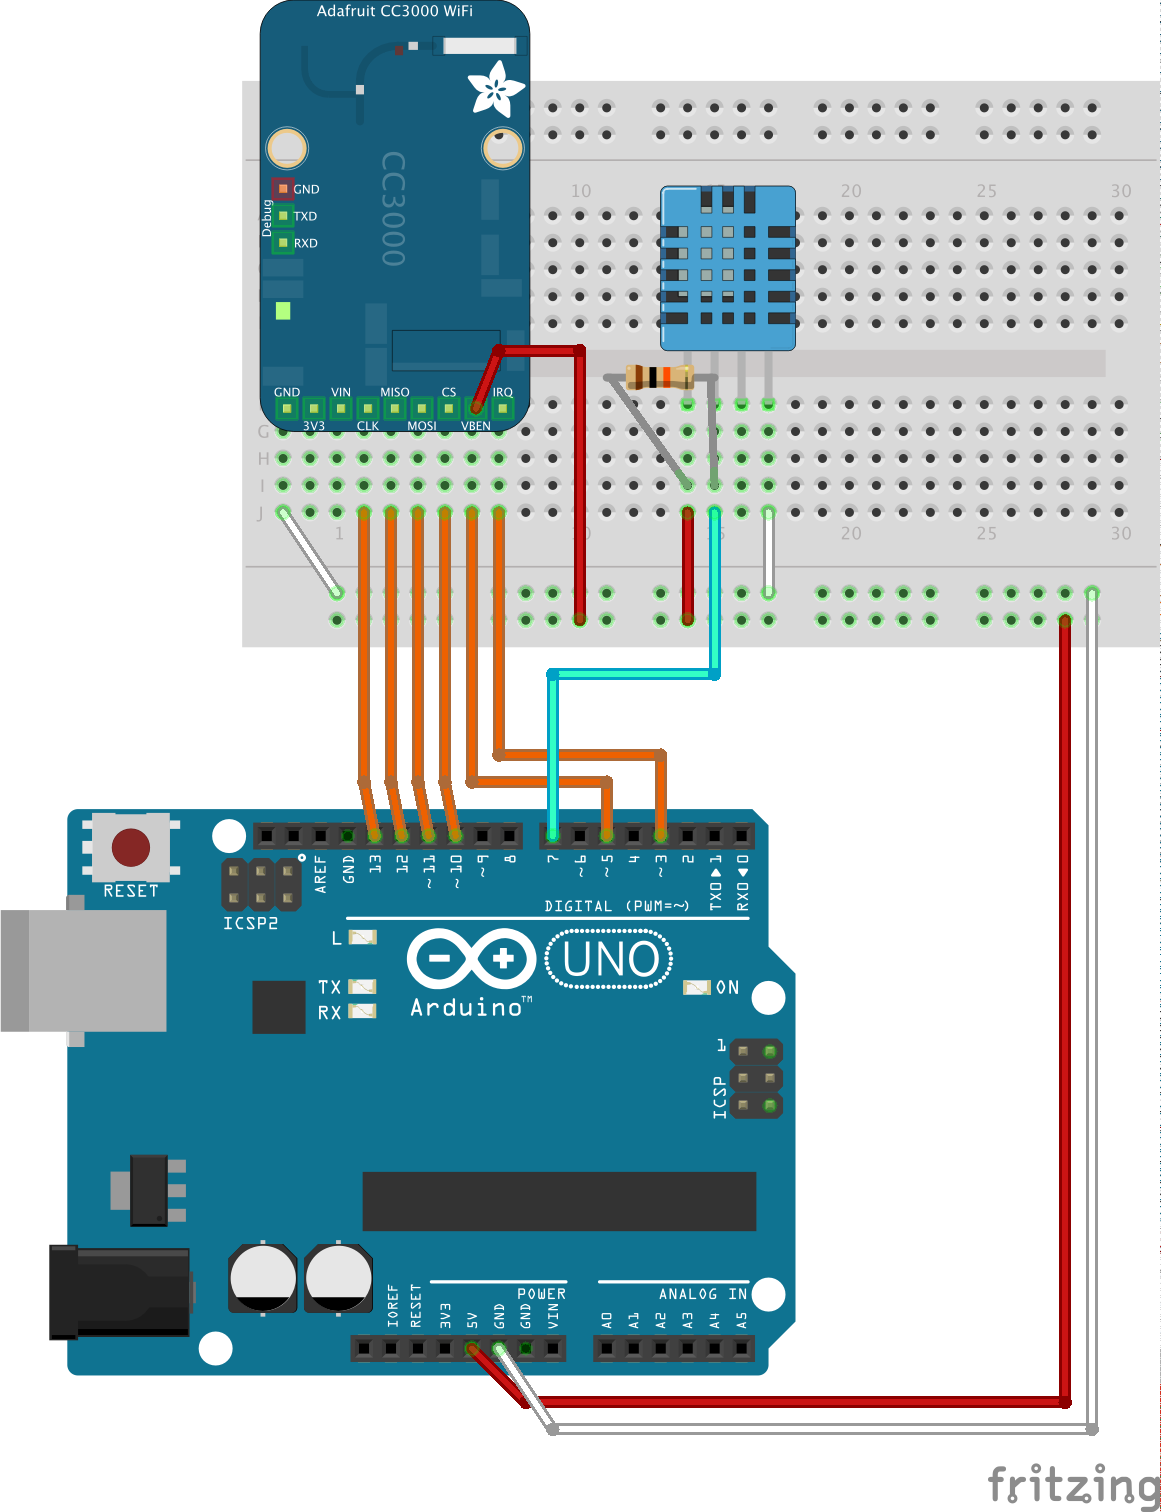 Adafruit CC3000 WiFi
CC3000
Debug
GND
TXD
RXD
GND VIN MISO CS IRQ
3V3 CLK MOSI VBEN
10 20 25 30
G
H
I
J
1 20 25 30
RESET
ICSP2
AREF GND 13 12 ~11 ~10 ~9 8 7 ~6 ~5 4 ~3 2 TX0▶1 RX0◀0
DIGITAL (PWM=~)
L
TX
RX
Arduino™
UNO
ON
1
ICSP
IOREF RESET 3V3 5V GND GND VIN
POWER
A0 A1 A2 A3 A4 A5
ANALOG IN
fritzing